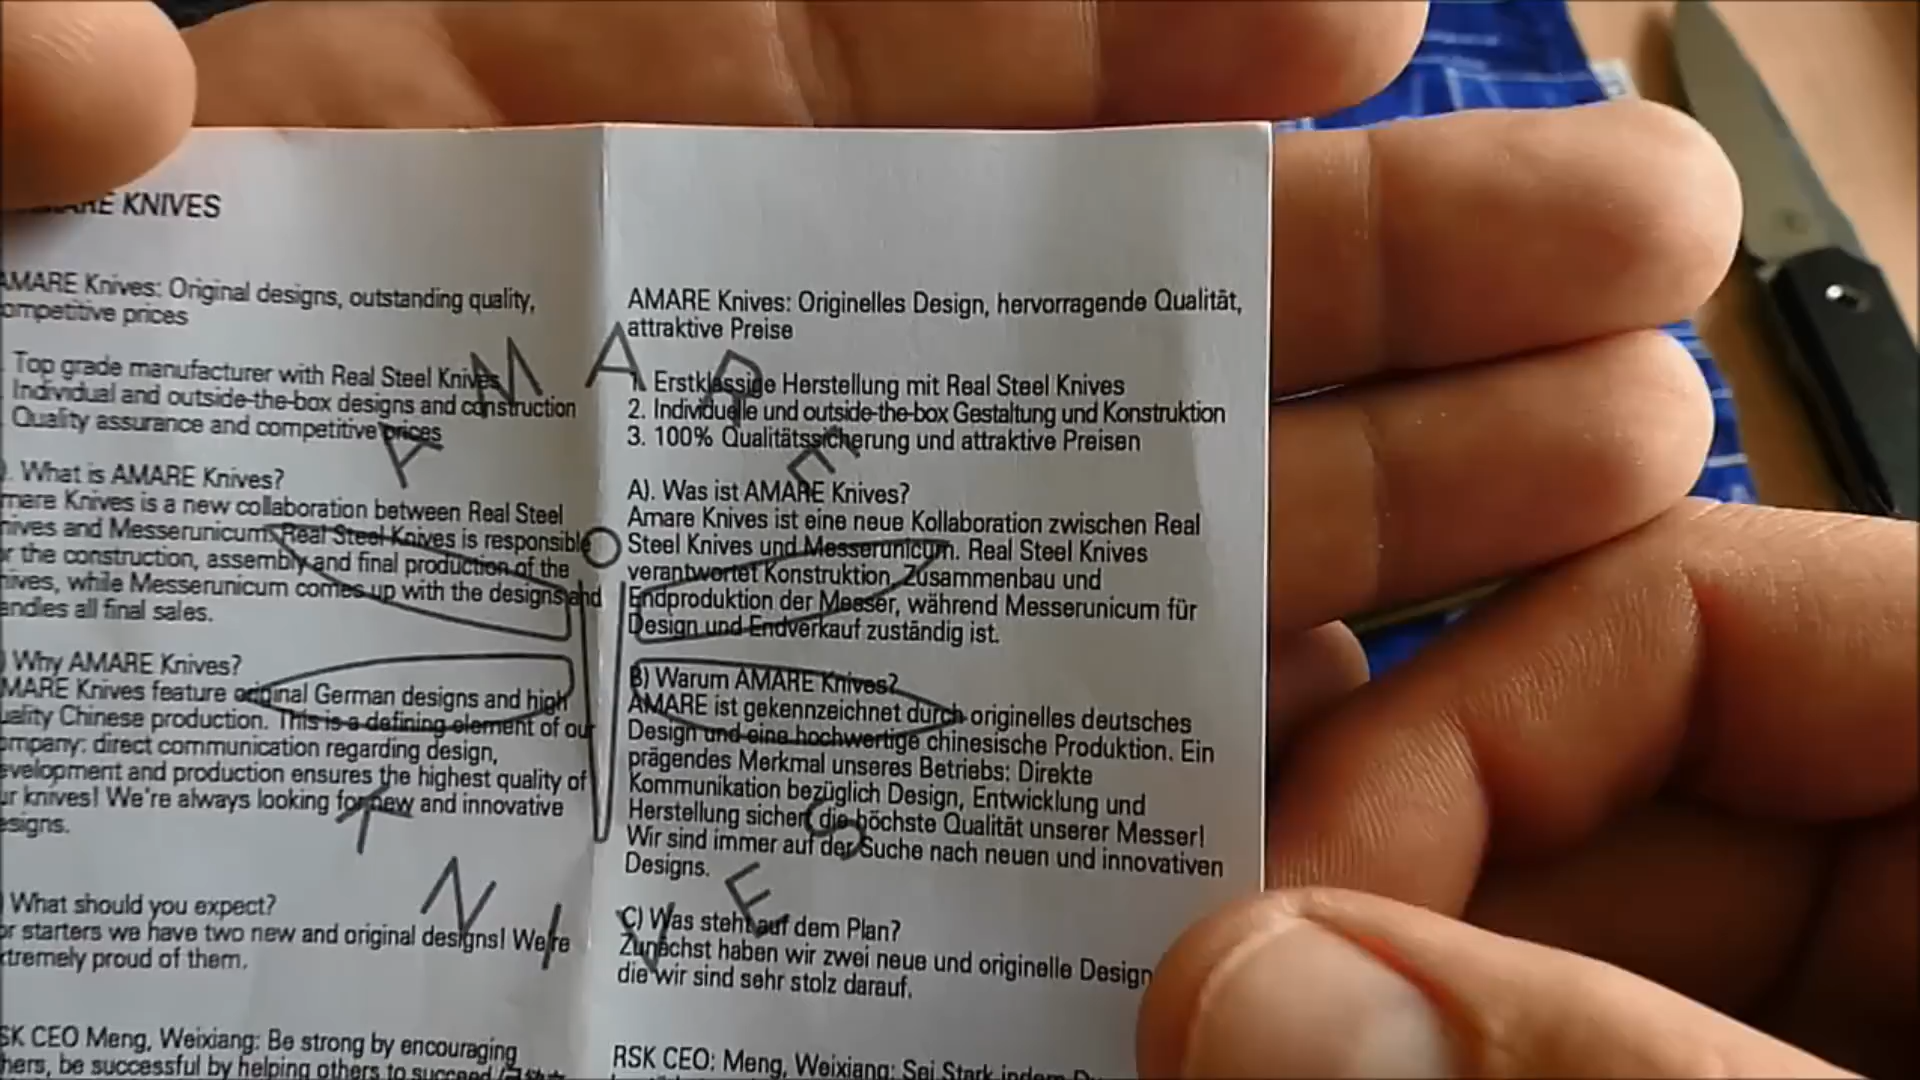 KNIVES
AMARE Knives: Original designs, outstanding quality,
competitive prices
Top grade manufacturer with Real Steel Knives
Individual and outside-the-box designs and construction
Quality assurance and competitive prices
. What is AMARE Knives?
Amare Knives is a new collaboration between Real Steel
Knives and Messerunicum. Real Steel Knives is responsible
for the construction, assembly and final production of the
knives, while Messerunicum comes up with the designs and
handles all final sales.
) Why AMARE Knives?
AMARE Knives feature original German designs and high
quality Chinese production. This is a defining element of our
company: direct communication regarding design,
development and production ensures the highest quality of
our knives! We're always looking for new and innovative
designs.
) What should you expect?
For starters we have two new and original designs! We're
extremely proud of them.
RSK CEO Meng, Weixiang: Be strong by encouraging
others, be successful by helping others to succeed
AMARE Knives: Originelles Design, hervorragende Qualität,
attraktive Preise
1. Erstklassige Herstellung mit Real Steel Knives
2. Individuelle und outside-the-box Gestaltung und Konstruktion
3. 100% Qualitätssicherung und attraktive Preisen
A). Was ist AMARE Knives?
Amare Knives ist eine neue Kollaboration zwischen Real
Steel Knives und Messerunicum. Real Steel Knives
verantwortet Konstruktion, Zusammenbau und
Endproduktion der Messer, während Messerunicum für
Design und Endverkauf zuständig ist.
B) Warum AMARE Knives?
AMARE ist gekennzeichnet durch originelles deutsches
Design und eine hochwertige chinesische Produktion. Ein
prägendes Merkmal unseres Betriebs: Direkte
Kommunikation bezüglich Design, Entwicklung und
Herstellung sichert die höchste Qualität unserer Messer!
Wir sind immer auf der Suche nach neuen und innovativen
Designs.
C) Was steht auf dem Plan?
Zunächst haben wir zwei neue und originelle Design
die wir sind sehr stolz darauf.
RSK CEO: Meng, Weixiang: Sei Stark indem
AMARE
KNIVES